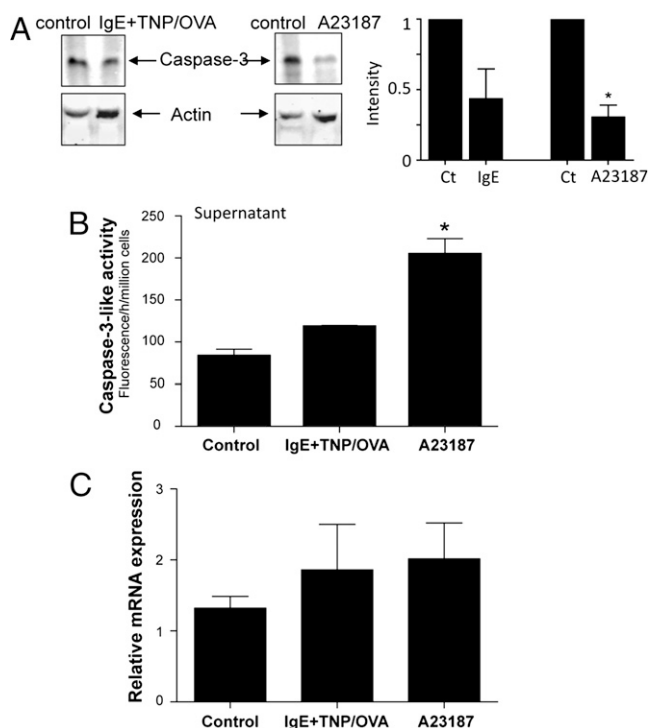 A
control IgE+TNP/OVA
control A23187
Caspase-3
Actin
Intensity
1
0.5
0
Ct IgE Ct A23187
*
B
Supernatant
Caspase-3-like activity
Fluorescence/h/million cells
250
200
150
100
50
0
*
Control IgE+TNP/OVA A23187
C
Relative mRNA expression
3
2
1
0
Control IgE+TNP/OVA A23187